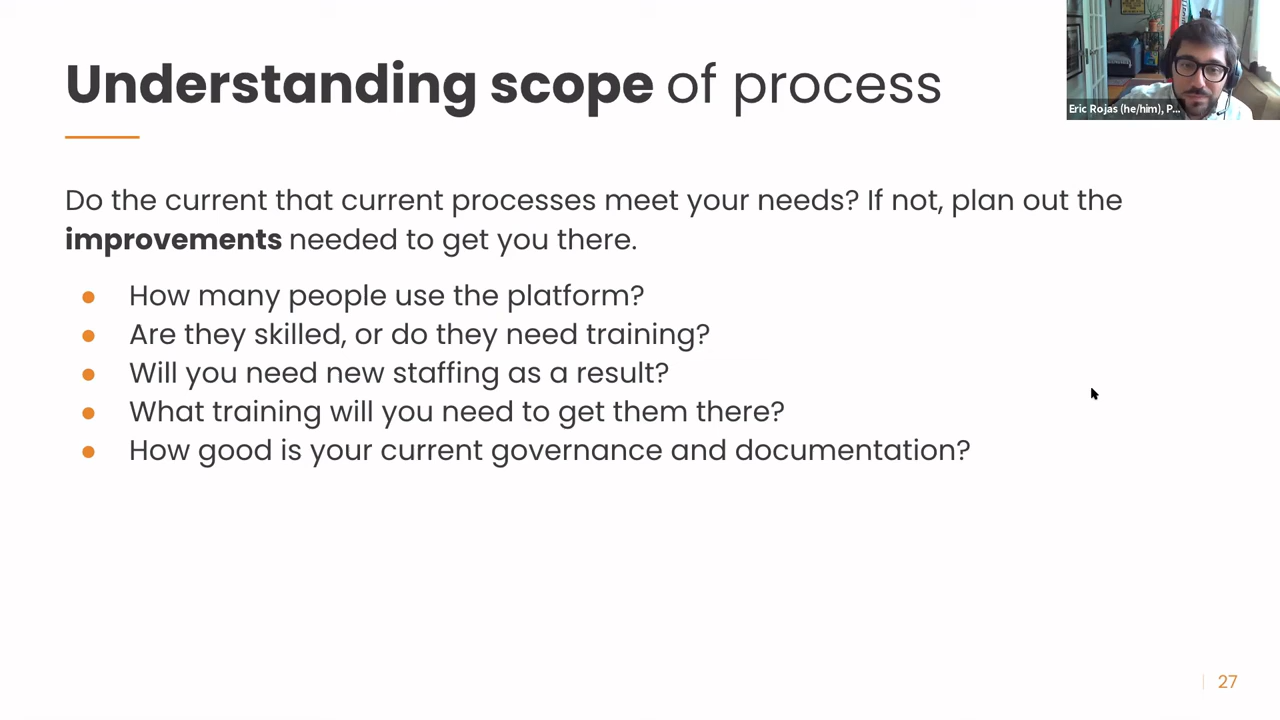 Understanding scope of process
Eric Rojas (he/him), P...
Do the current that current processes meet your needs? If not, plan out the
improvements needed to get you there.
● How many people use the platform?
● Are they skilled, or do they need training?
● Will you need new staffing as a result?
● What training will you need to get them there?
● How good is your current governance and documentation?
27